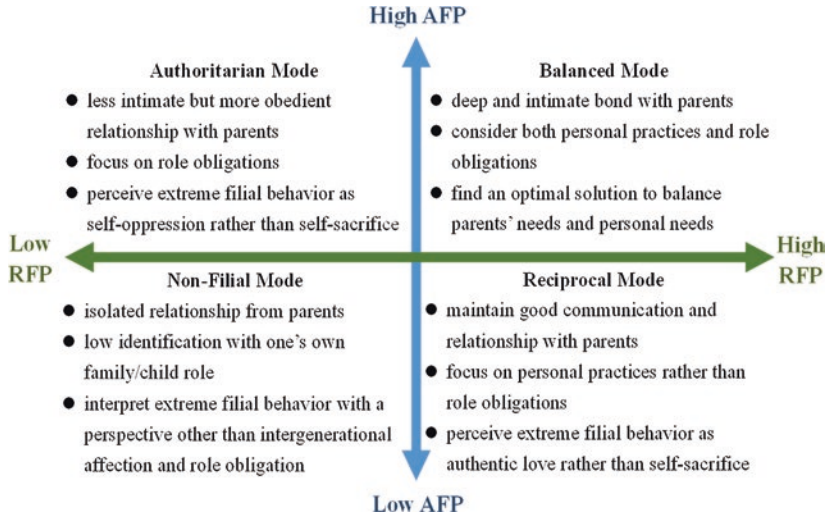 High AFP
Authoritarian Mode
● less intimate but more obedient
relationship with parents
● focus on role obligations
● perceive extreme filial behavior as
self-oppression rather than self-sacrifice
Balanced Mode
● deep and intimate bond with parents
● consider both personal practices and role
obligations
● find an optimal solution to balance
parents’ needs and personal needs
Low
RFP
High
RFP
Non-Filial Mode
● isolated relationship from parents
● low identification with one’s own
family/child role
● interpret extreme filial behavior with a
perspective other than intergenerational
affection and role obligation
Reciprocal Mode
● maintain good communication and
relationship with parents
● focus on personal practices rather than
role obligations
● perceive extreme filial behavior as
authentic love rather than self-sacrifice
Low AFP